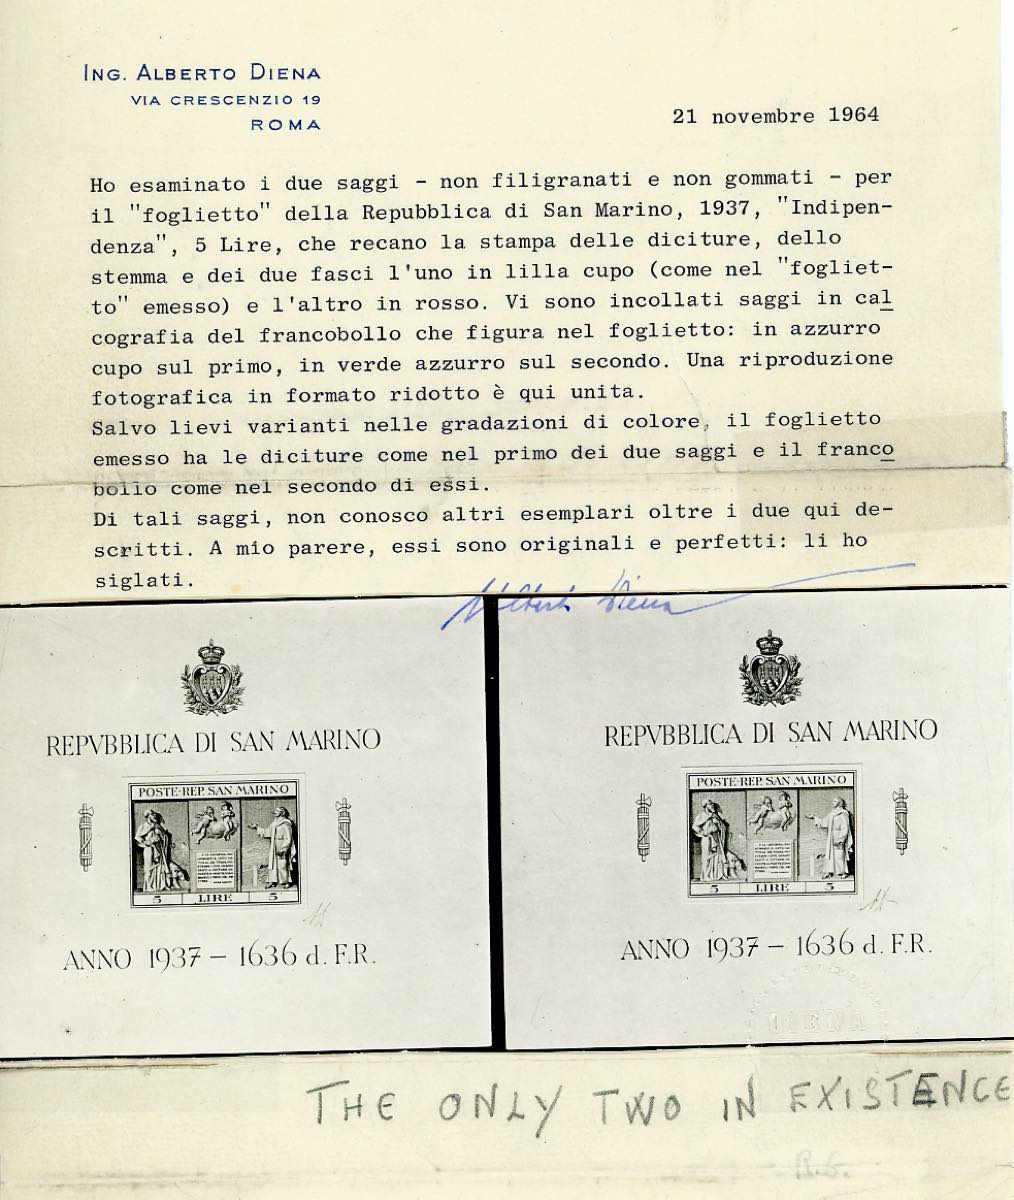 ING. ALBERTO DIENA
VIA CRESCENZIO 19
ROMA
21 novembre 1964
Ho esaminato i due saggi - non filigranati e non gommati - per
il "foglietto" della Repubblica di San Marino, 1937, "Indipen-
denza", 5 Lire, che recano la stampa delle diciture, dello
stemma e dei due fasci l'uno in lilla cupo (come nel "fogliet-
to" emesso) e l'altro in rosso. Vi sono incollati saggi in cal
cografia del francobollo che figura nel foglietto: in azzurro
cupo sul primo, in verde azzurro sul secondo. Una riproduzione
fotografica in formato ridotto è qui unita.
Salvo lievi varianti nelle gradazioni di colore, il foglietto
emesso ha le diciture come nel primo dei due saggi e il franco
bollo come nel secondo di essi.
Di tali saggi, non conosco altri esemplari oltre i due qui de-
scritti. A mio parere, essi sono originali e perfetti: li ho
siglati.
Alberto Diena
REPVBBLICA DI SAN MARINO
POSTE-REP. SAN MARINO
5 LIRE 5
ANNO 1937 - 1636 d. F.R.
REPVBBLICA DI SAN MARINO
POSTE-REP. SAN MARINO
5 LIRE 5
ANNO 1937 - 1636 d. F.R.
DIENA
THE ONLY TWO IN EXISTENCE
R.G.